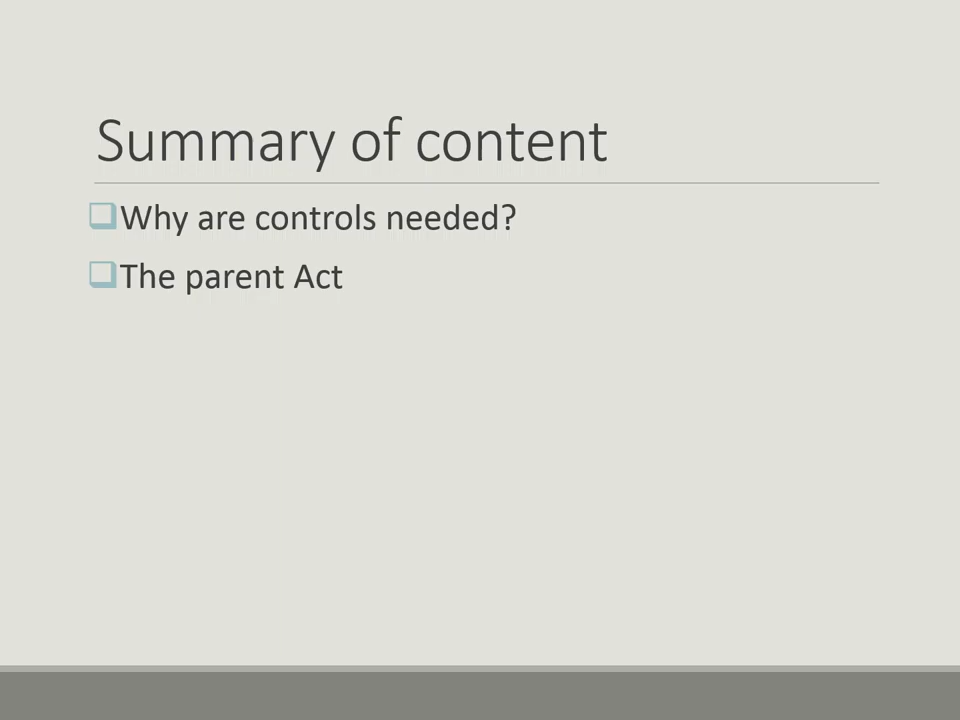 Summary of content
Why are controls needed?
The parent Act